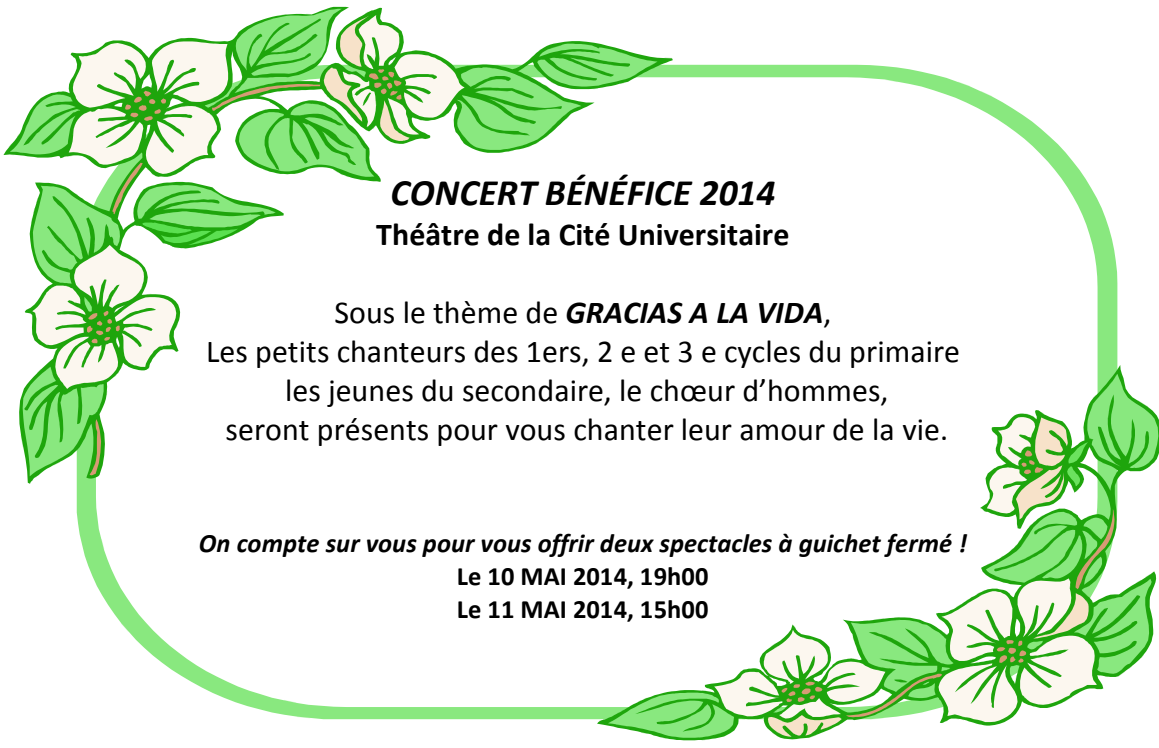 CONCERT BÉNÉFICE 2014
Théâtre de la Cité Universitaire
Sous le thème de GRACIAS A LA VIDA,
Les petits chanteurs des 1ers, 2 e et 3 e cycles du primaire
les jeunes du secondaire, le chœur d’hommes,
seront présents pour vous chanter leur amour de la vie.
On compte sur vous pour vous offrir deux spectacles à guichet fermé !
Le 10 MAI 2014, 19h00
Le 11 MAI 2014, 15h00